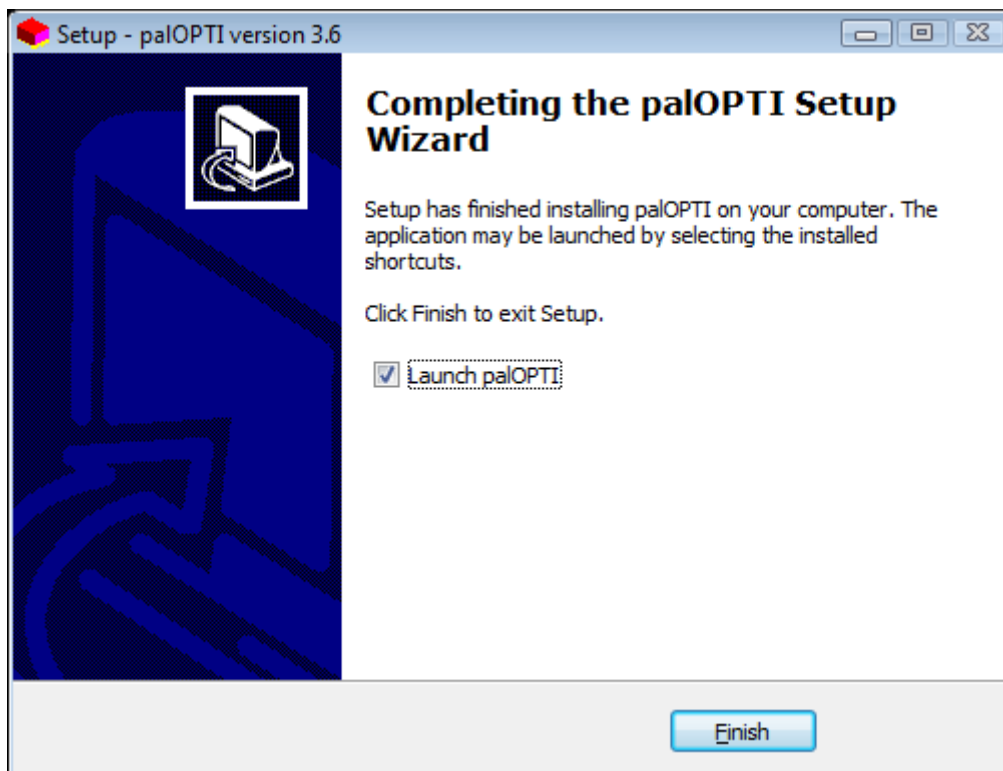 Setup - palOPTI version 3.6
Completing the palOPTI Setup
Wizard
Setup has finished installing palOPTI on your computer. The
application may be launched by selecting the installed
shortcuts.
Click Finish to exit Setup.
Launch palOPTI
Finish